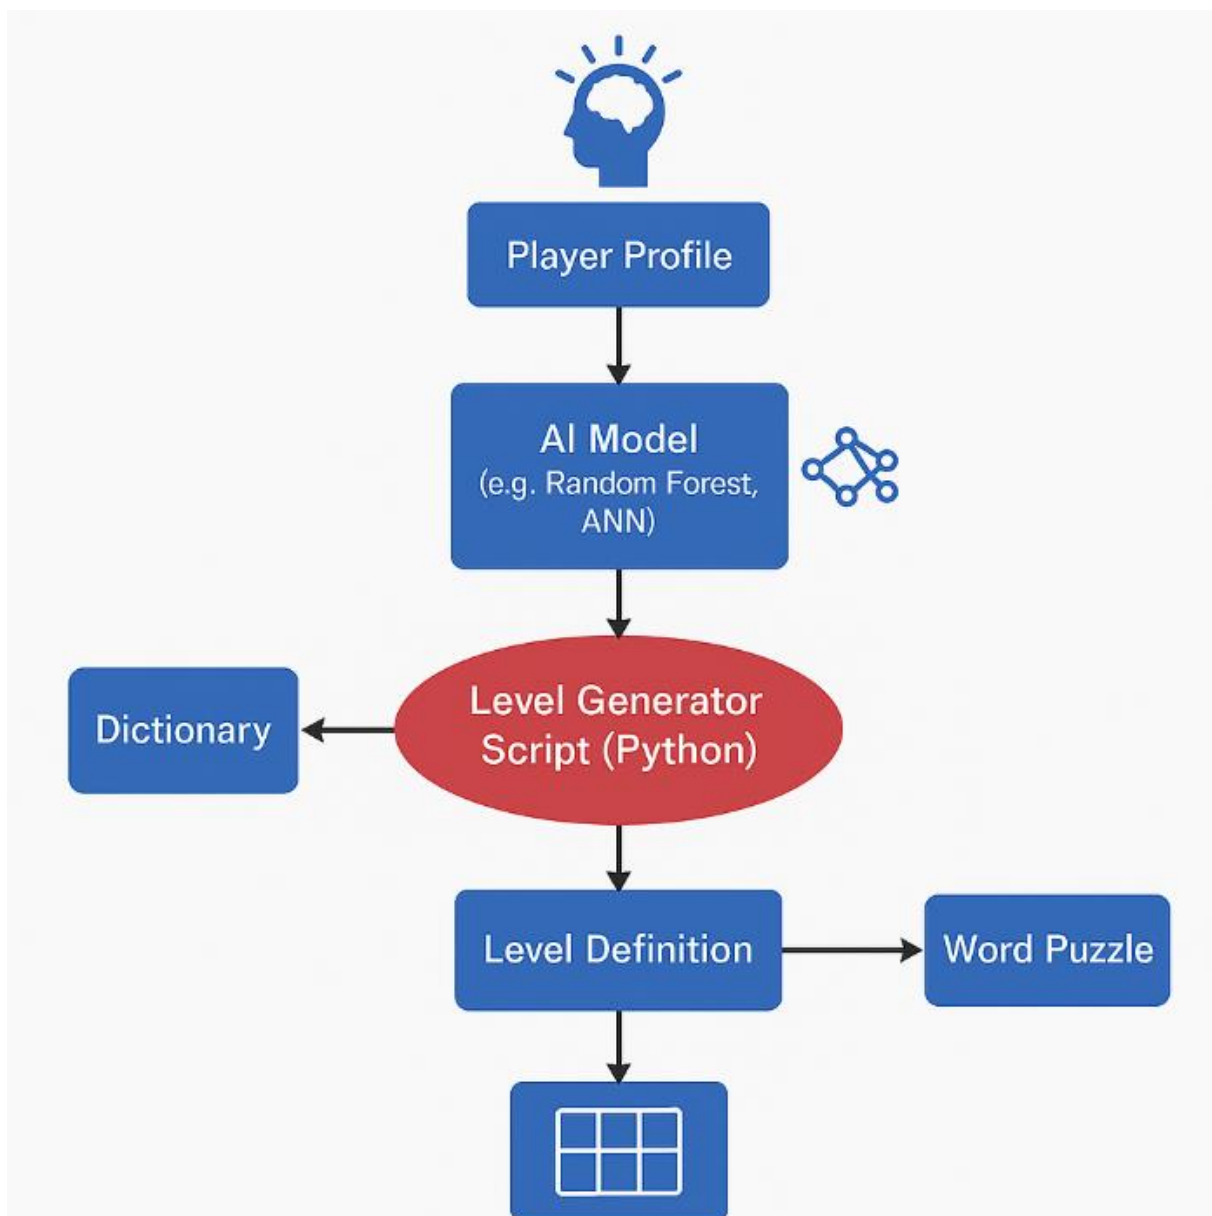 Player Profile
AI Model
(e.g. Random Forest,
ANN)
Level Generator
Script (Python)
Dictionary
Level Definition
Word Puzzle